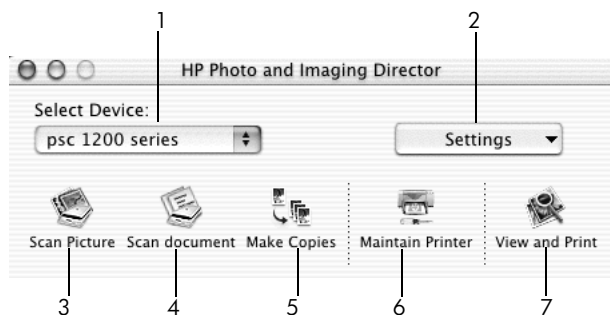 1 2
HP Photo and Imaging Director
Select Device:
psc 1200 series Settings
Scan Picture Scan document Make Copies Maintain Printer View and Print
3 4 5 6 7